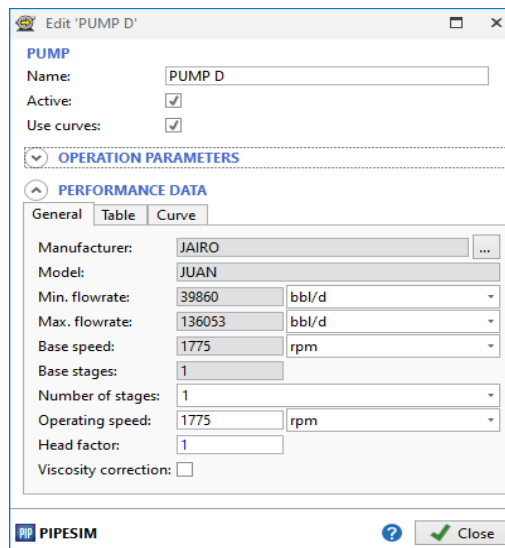 Edit 'PUMP D'
PUMP
Name: PUMP D
Active:
Use curves:
OPERATION PARAMETERS
PERFORMANCE DATA
General Table Curve
Manufacturer: JAIRO ...
Model: JUAN
Min. flowrate: 39860 bbl/d
Max. flowrate: 136053 bbl/d
Base speed: 1775 rpm
Base stages: 1
Number of stages: 1
Operating speed: 1775 rpm
Head factor: 1
Viscosity correction:
PIP PIPESIM ? Close